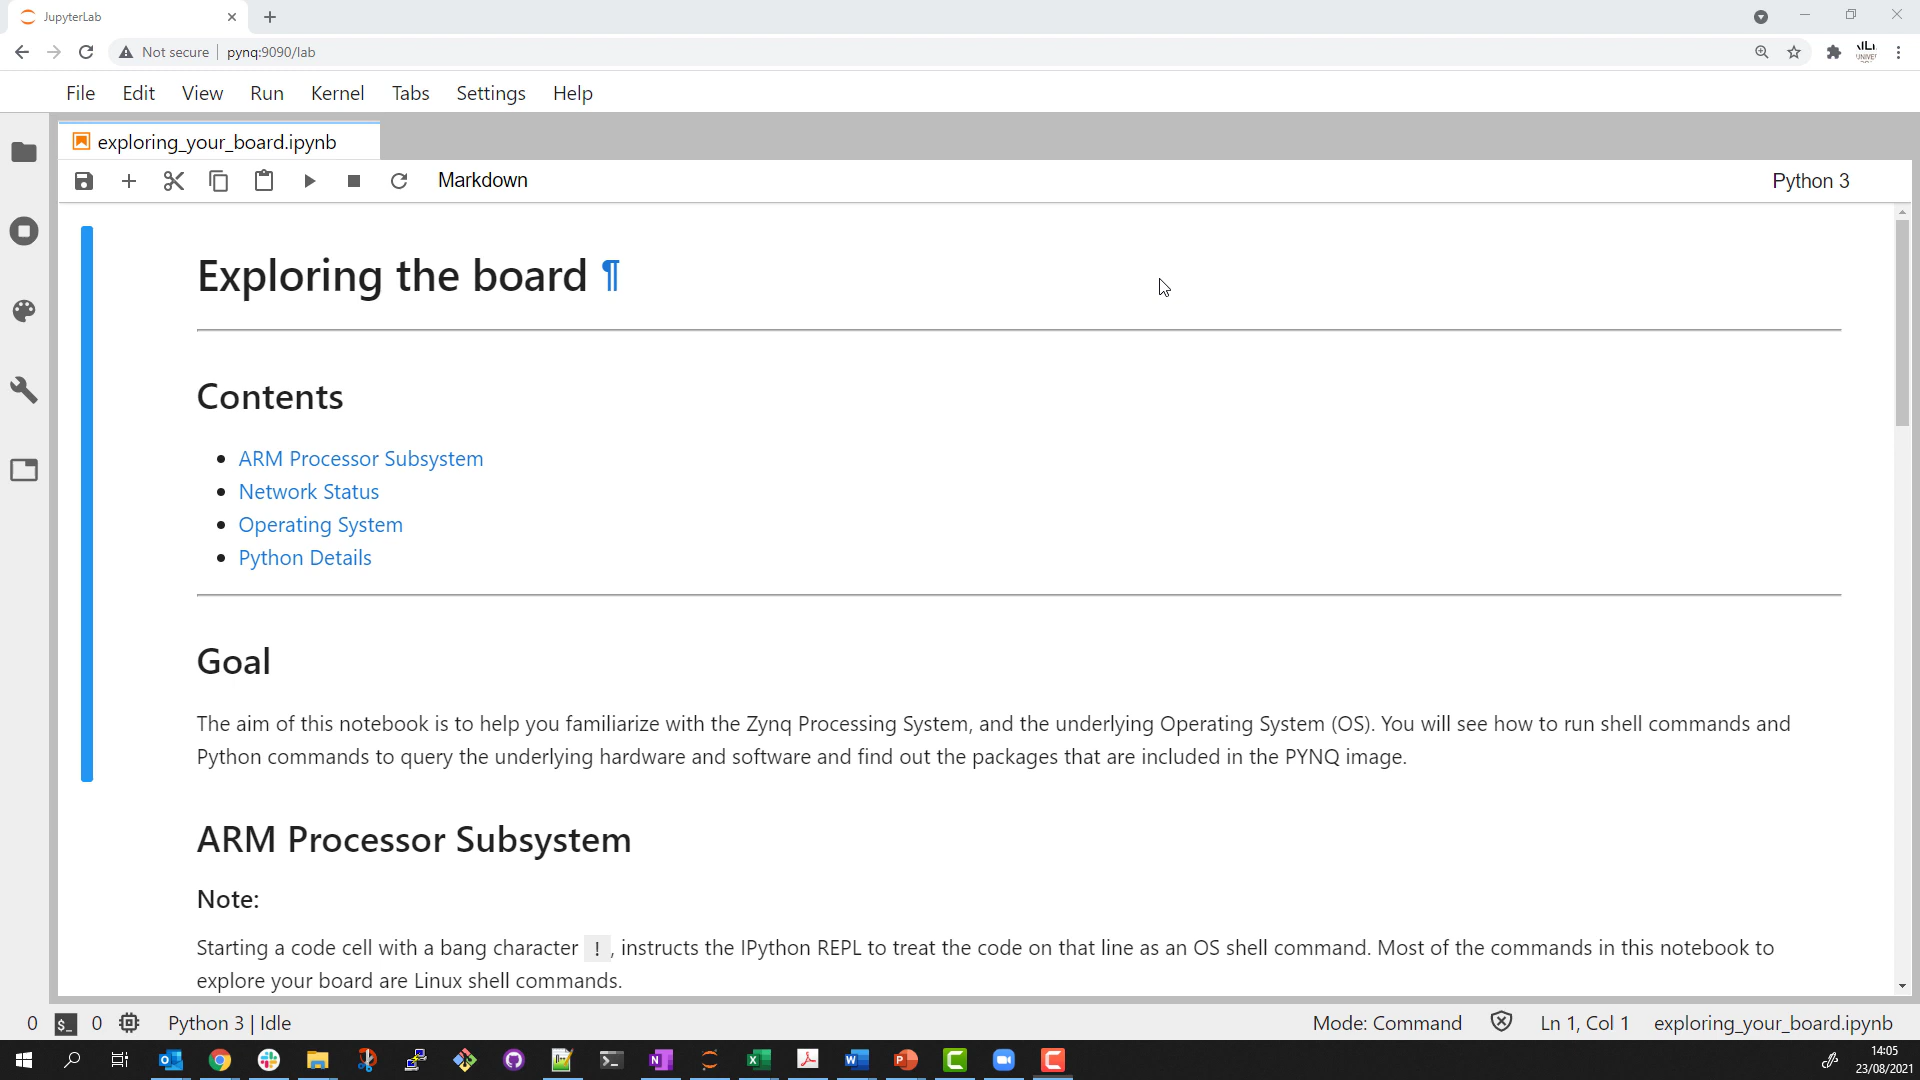 JupyterLab
Not secure pynq:9090/lab
File Edit View Run Kernel Tabs Settings Help
exploring_your_board.ipynb
Markdown Python 3
Exploring the board ¶
Contents
ARM Processor Subsystem
Network Status
Operating System
Python Details
Goal
The aim of this notebook is to help you familiarize with the Zynq Processing System, and the underlying Operating System (OS). You will see how to run shell commands and
Python commands to query the underlying hardware and software and find out the packages that are included in the PYNQ image.
ARM Processor Subsystem
Note:
Starting a code cell with a bang character !, instructs the IPython REPL to treat the code on that line as an OS shell command. Most of the commands in this notebook to
explore your board are Linux shell commands.
0 0 Python 3 | Idle Mode: Command Ln 1, Col 1 exploring_your_board.ipynb
14:05
23/08/2021